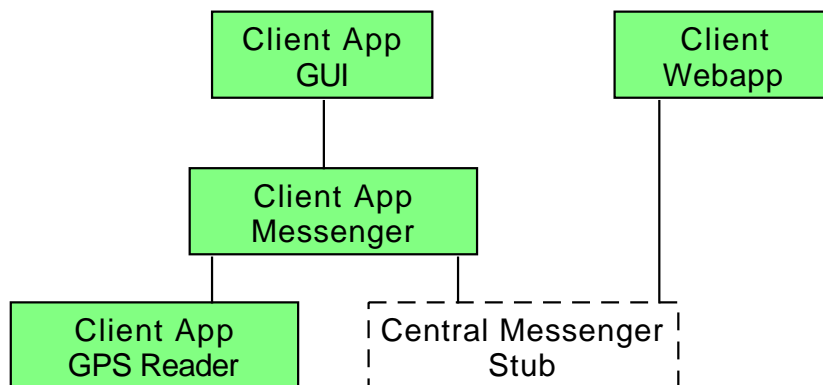 Client App
GUI
Client
Webapp
Client App
Messenger
Client App
GPS Reader
Central Messenger
Stub